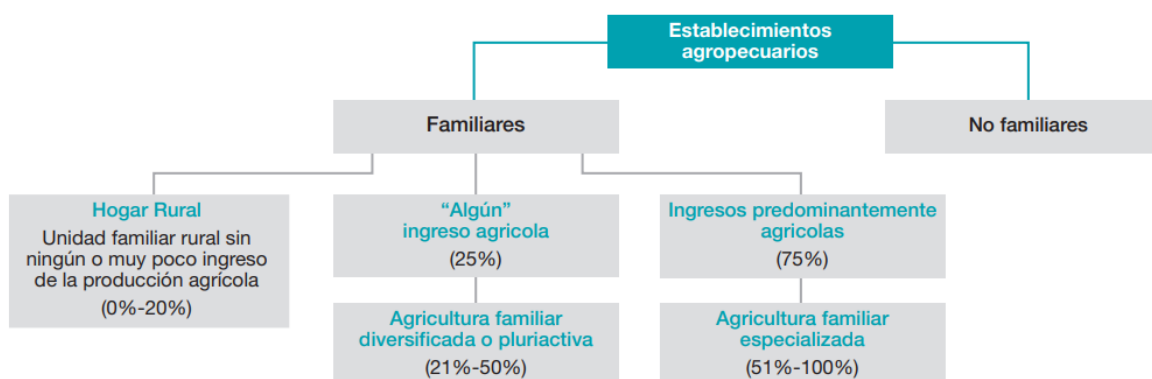 Establecimientos
agropecuarios
Familiares
No familiares
Hogar Rural
Unidad familiar rural sin
ningún o muy poco ingreso
de la producción agrícola
(0%-20%)
“Algún”
ingreso agricola
(25%)
Ingresos predominantemente
agricolas
(75%)
Agricultura familiar
diversificada o pluriactiva
(21%-50%)
Agricultura familiar
especializada
(51%-100%)